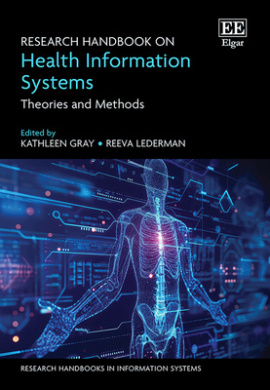 EE
Elgar
RESEARCH HANDBOOK ON
Health Information
Systems
Theories and Methods
Edited by
KATHLEEN GRAY • REEVA LEDERMAN
RESEARCH HANDBOOKS IN INFORMATION SYSTEMS